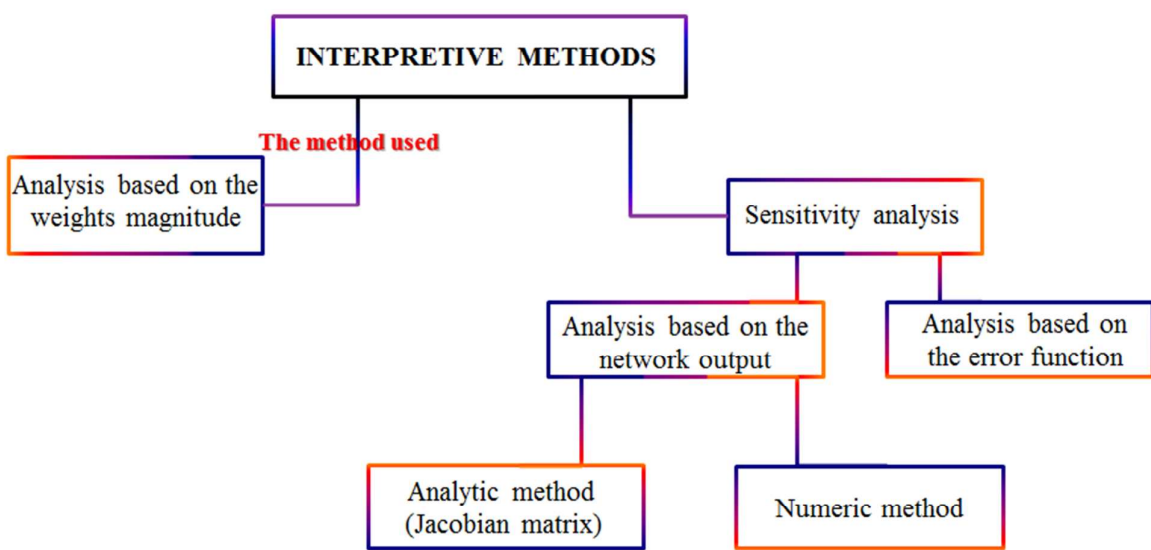 INTERPRETIVE METHODS
The method used
Analysis based on the
weights magnitude
Sensitivity analysis
Analysis based on the
network output
Analysis based on
the error function
Analytic method
(Jacobian matrix)
Numeric method